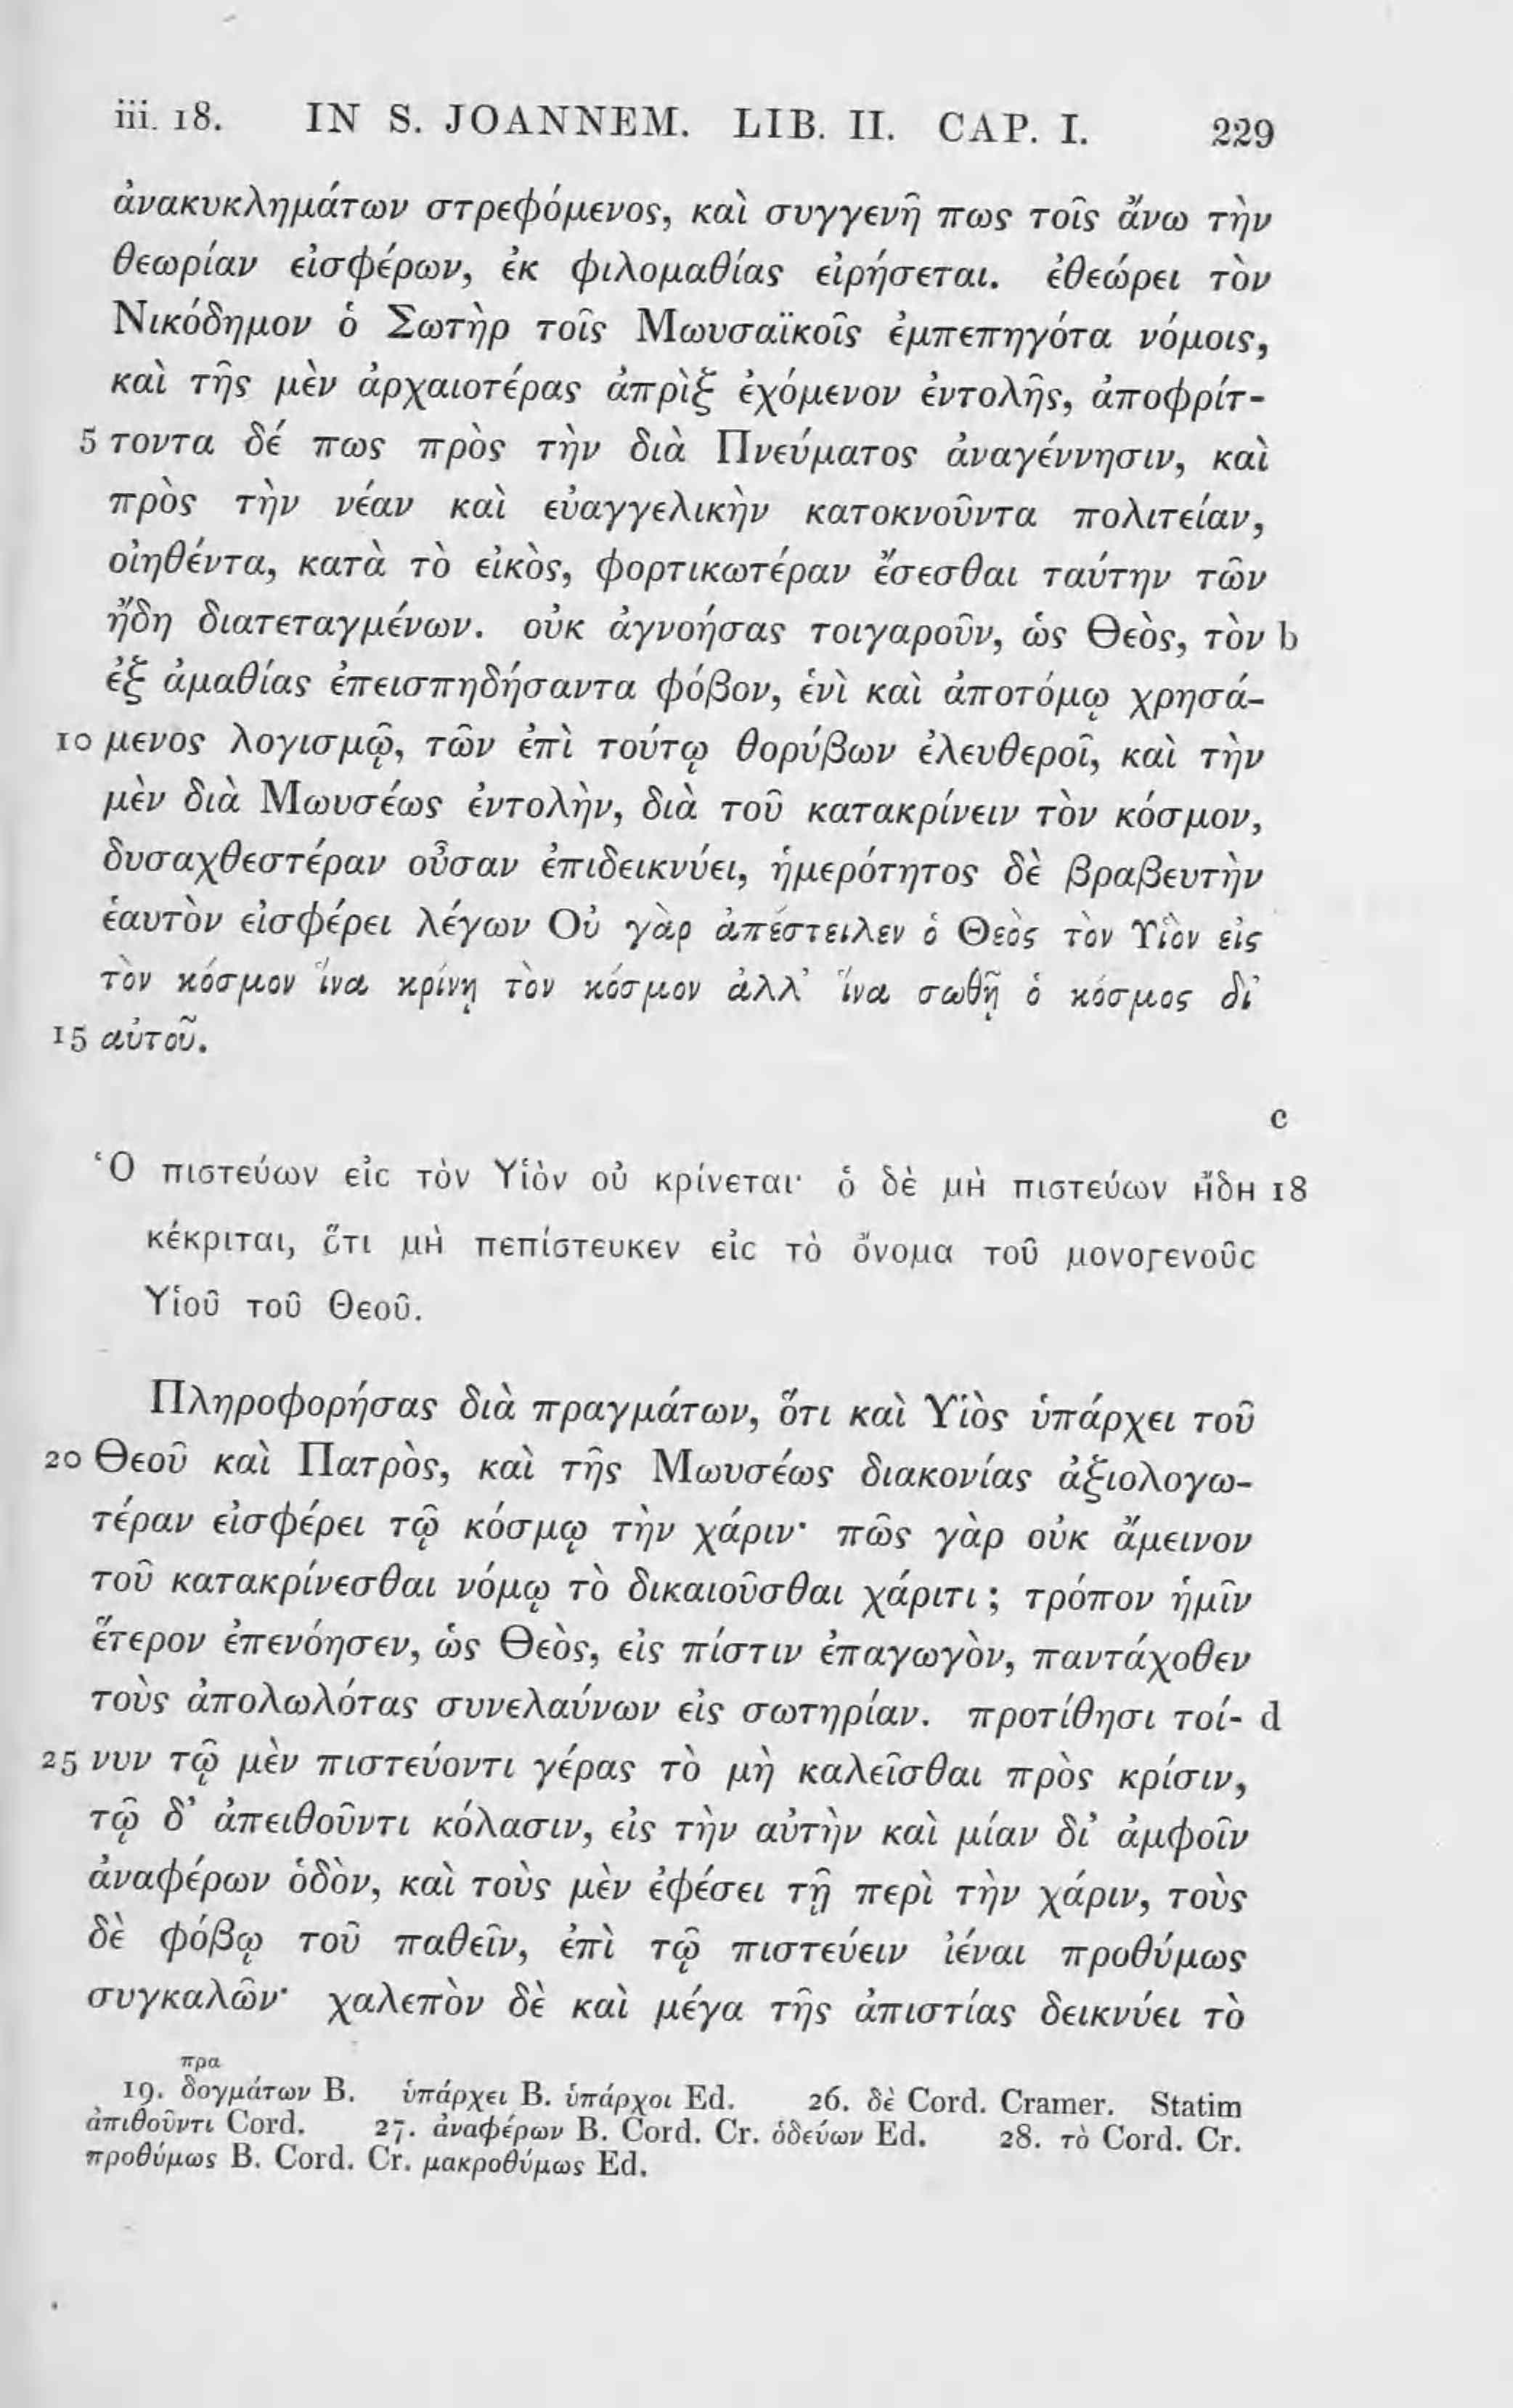 iii. 18. IN S. JOANNEM. LIB. II. CAP. I. 229
ἀνακυκλημάτων στρεφόμενος, καὶ συγγενῆ πως τοῖς ἄνω τὴν
θεωρίαν εἰσφέρων, ἐκ φιλομαθίας εἰρήσεται. ἐθεώρει τὸν
Νικόδημον ὁ Σωτὴρ τοῖς Μωυσαϊκοῖς ἐμπεπηγότα νόμοις,
καὶ τῆς μὲν ἀρχαιοτέρας ἀπρὶξ ἐχόμενον ἐντολῆς, ἀποφρίτ-
5 τοντα δέ πως πρὸς τὴν διὰ Πνεύματος ἀναγέννησιν, καὶ
πρὸς τὴν νέαν καὶ εὐαγγελικὴν κατοκνοῦντα πολιτείαν,
οἰηθέντα, κατὰ τὸ εἰκὸς, φορτικωτέραν ἔσεσθαι ταύτην τῶν
ἤδη διατεταγμένων. οὐκ ἀγνοήσας τοιγαροῦν, ὡς Θεὸς, τὸν b
ἐξ ἀμαθίας ἐπεισπηδήσαντα φόβον, ἑνὶ καὶ ἀποτόμῳ χρησά-
10 μενος λογισμῷ, τῶν ἐπὶ τούτῳ θορύβων ἐλευθεροῖ, καὶ τὴν
μὲν διὰ Μωυσέως ἐντολὴν, διὰ τοῦ κατακρίνειν τὸν κόσμον,
δυσαχθεστέραν οὖσαν ἐπιδεικνύει, ἡμερότητος δὲ βραβευτὴν
ἑαυτὸν εἰσφέρει λέγων Οὐ γὰρ ἀπέστειλεν ὁ Θεὸς τὸν Υἱὸν εἰς
τὸν κόσμον ἵνα κρίνῃ τὸν κόσμον ἀλλ᾽ ἵνα σωθῇ ὁ κόσμος δι᾽
15 αὐτοῦ.
c
Ὁ πιστεύων εἰς τὸν Υἱὸν οὐ κρίνεται· ὁ δὲ μὴ πιστεύων ἤδη 18
κέκριται, ὅτι μὴ πεπίστευκεν εἰς τὸ ὄνομα τοῦ μονογενοῦς
Υἱοῦ τοῦ Θεοῦ.
Πληροφορήσας διὰ πραγμάτων, ὅτι καὶ Υἱὸς ὑπάρχει τοῦ
20 Θεοῦ καὶ Πατρὸς, καὶ τῆς Μωυσέως διακονίας ἀξιολογω-
τέραν εἰσφέρει τῷ κόσμῳ τὴν χάριν· πῶς γὰρ οὐκ ἄμεινον
τοῦ κατακρίνεσθαι νόμῳ τὸ δικαιοῦσθαι χάριτι ; τρόπον ἡμῖν
ἕτερον ἐπενόησεν, ὡς Θεὸς, εἰς πίστιν ἐπαγωγὸν, παντάχοθεν
τοὺς ἀπολωλότας συνελαύνων εἰς σωτηρίαν. προτίθησι τοί- d
25 νυν τῷ μὲν πιστεύοντι γέρας τὸ μὴ καλεῖσθαι πρὸς κρίσιν,
τῷ δ᾽ ἀπειθοῦντι κόλασιν, εἰς τὴν αὐτὴν καὶ μίαν δι᾽ ἀμφοῖν
ἀναφέρων ὁδὸν, καὶ τοὺς μὲν ἐφέσει τῇ περὶ τὴν χάριν, τοὺς
δὲ φόβῳ τοῦ παθεῖν, ἐπὶ τῷ πιστεύειν ἰέναι προθύμως
συγκαλῶν· χαλεπὸν δὲ καὶ μέγα τῆς ἀπιστίας δεικνύει τὸ
πρα
19. δογμάτων B. ὑπάρχει B. ὑπάρχοι Ed. 26. δὲ Cord. Cramer. Statim
ἀπιθοῦντι Cord. 27. ἀναφέρων B. Cord. Cr. ὁδεύων Ed. 28. τὸ Cord. Cr.
προθύμως B. Cord. Cr. μακροθύμως Ed.